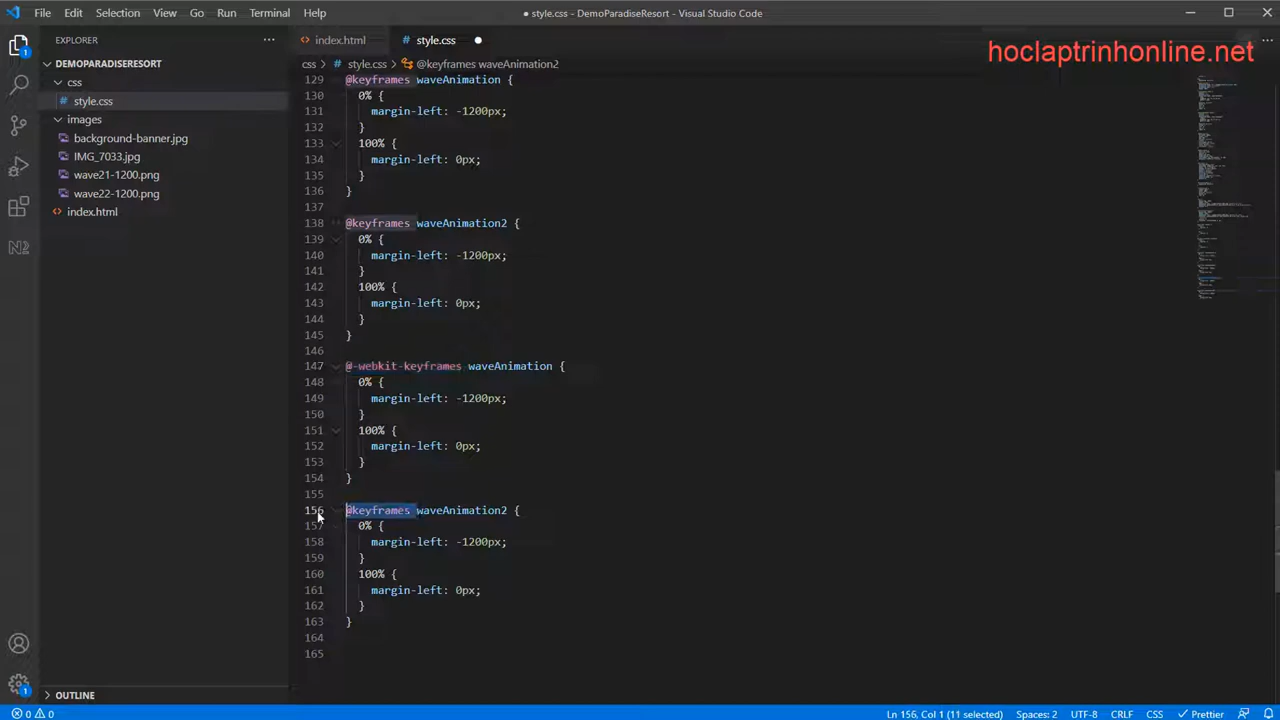 File Edit Selection View Go Run Terminal Help
● style.css - DemoParadiseResort - Visual Studio Code
hoclaptrinhonline.net
EXPLORER
DEMOPARADISERESORT
css
style.css
images
background-banner.jpg
IMG_7033.jpg
wave21-1200.png
wave22-1200.png
index.html
OUTLINE
1
1
index.html
style.css
css > style.css > @keyframes waveAnimation2
129 @keyframes waveAnimation {
130 0% {
131 margin-left: -1200px;
132 }
133 100% {
134 margin-left: 0px;
135 }
136 }
137
138 @keyframes waveAnimation2 {
139 0% {
140 margin-left: -1200px;
141 }
142 100% {
143 margin-left: 0px;
144 }
145 }
146
147 @-webkit-keyframes waveAnimation {
148 0% {
149 margin-left: -1200px;
150 }
151 100% {
152 margin-left: 0px;
153 }
154 }
155
156 @keyframes waveAnimation2 {
157 0% {
158 margin-left: -1200px;
159 }
160 100% {
161 margin-left: 0px;
162 }
163 }
164
165
0 0 Ln 156, Col 1 (11 selected) Spaces: 2 UTF-8 CRLF CSS Prettier